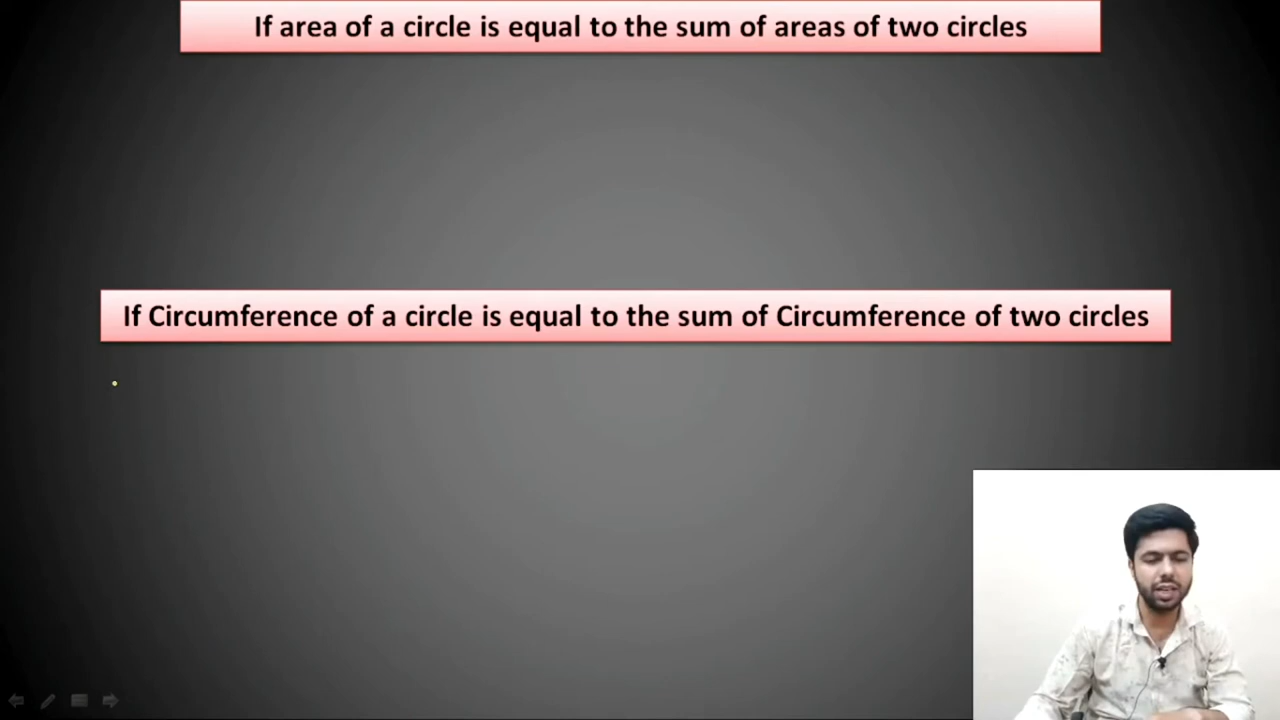 If area of a circle is equal to the sum of areas of two circles
If Circumference of a circle is equal to the sum of Circumference of two circles